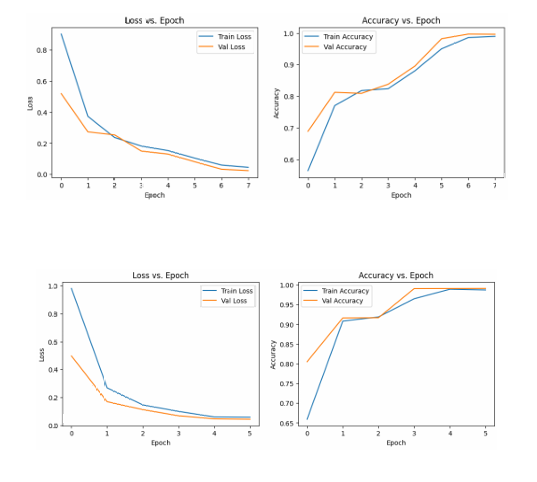 Loss vs. Epoch
Train Loss
Val Loss
0.8
0.6
0.4
0.2
0.0
Loss
0 1 2 3 4 5 6 7
Epoch
Accuracy vs. Epoch
Train Accuracy
Val Accuracy
1.0
0.9
0.8
0.7
0.6
Accuracy
0 1 2 3 4 5 6 7
Epoch
Loss vs. Epoch
Train Loss
Val Loss
1.0
0.8
0.6
0.4
0.2
0.0
Loss
0 1 2 3 4 5
Epoch
Accuracy vs. Epoch
Train Accuracy
Val Accuracy
1.00
0.95
0.90
0.85
0.80
0.75
0.70
0.65
Accuracy
0 1 2 3 4 5
Epoch